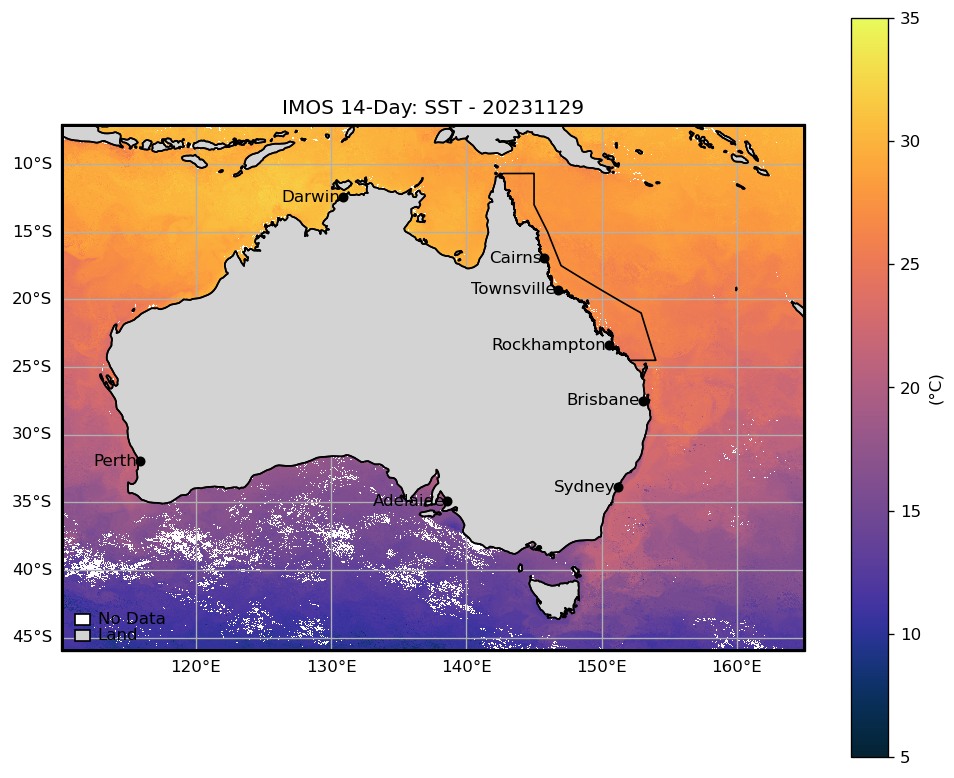 IMOS 14-Day: SST - 20231129
35
30
25
20
15
10
5
(°C)
10°S
15°S
20°S
25°S
30°S
35°S
40°S
45°S
Darwin
Cairns
Townsville
Rockhampton
Brisbane
Perth
Sydney
Adelaide
No Data
Land
120°E
130°E
140°E
150°E
160°E